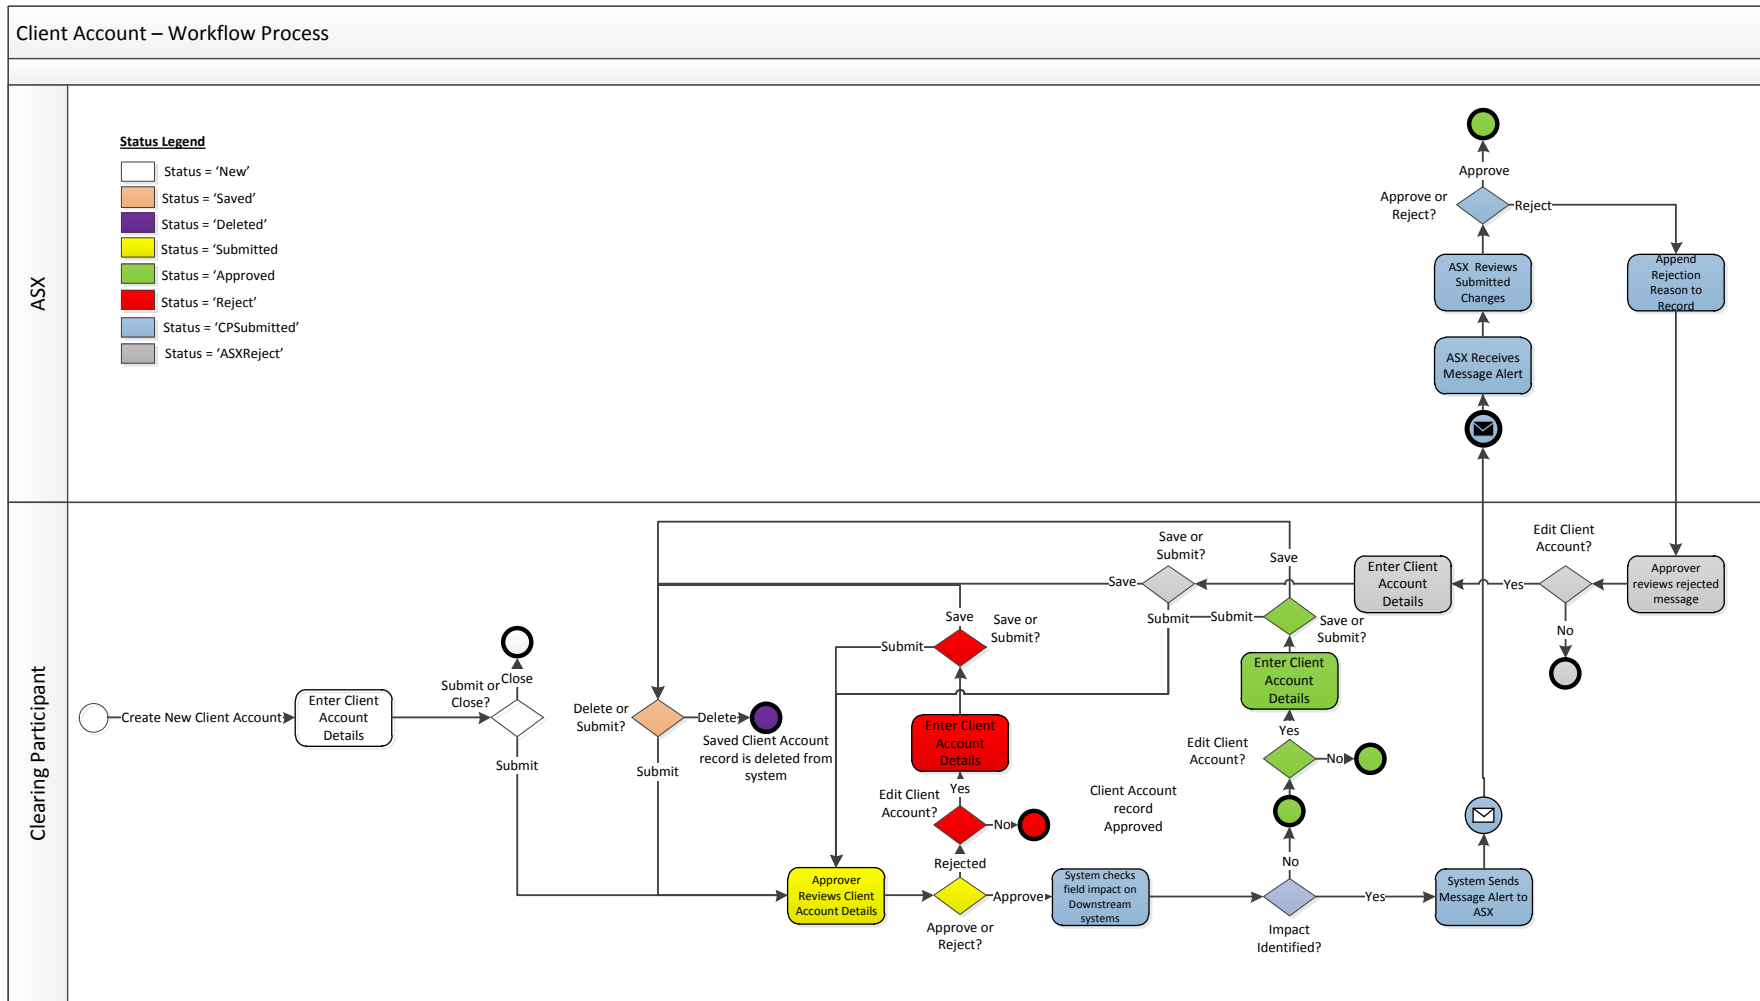 Client Account – Workflow Process
ASX
Status Legend
Status = ‘New’
Status = ‘Saved’
Status = ‘Deleted’
Status = ‘Submitted
Status = ‘Approved
Status = ‘Reject’
Status = ‘CPSubmitted’
Status = ‘ASXReject’
Approve
Approve or
Reject?
Reject
ASX Reviews
Submitted
Changes
Append
Rejection
Reason to
Record
ASX Receives
Message Alert
Clearing Participant
Create New Client Account
Enter Client
Account
Details
Submit or
Close?
Close
Submit
Delete or
Submit?
Delete
Saved Client Account
record is deleted from
system
Submit
Save
Submit
Save or
Submit?
Enter Client
Account
Details
Yes
Edit Client
Account?
No
Rejected
Approver
Reviews Client
Account Details
Approve
Approve or
Reject?
System checks
field impact on
Downstream
systems
Client Account
record
Approved
Impact
Identified?
No
Yes
Edit Client
Account?
No
Yes
Enter Client
Account
Details
Save or
Submit?
Submit
Save
Save or
Submit?
Save
Submit
Enter Client
Account
Details
Yes
Edit Client
Account?
No
Approver
reviews rejected
message
System Sends
Message Alert to
ASX